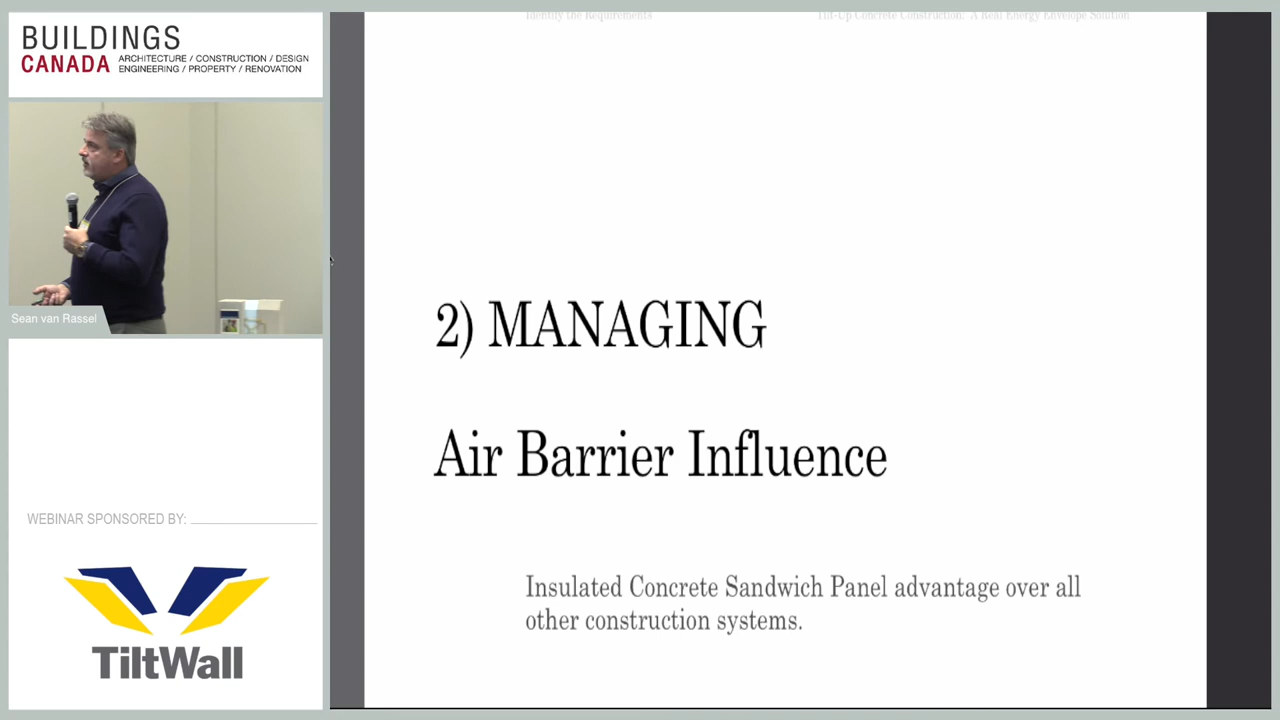 BUILDINGS
CANADA
ARCHITECTURE / CONSTRUCTION / DESIGN
ENGINEERING / PROPERTY / RENOVATION
Sean van Rassel
WEBINAR SPONSORED BY:
TiltWall
Identify the Requirements
Tilt-Up Concrete Construction: A Real Energy Envelope Solution
2) MANAGING
Air Barrier Influence
Insulated Concrete Sandwich Panel advantage over all
other construction systems.